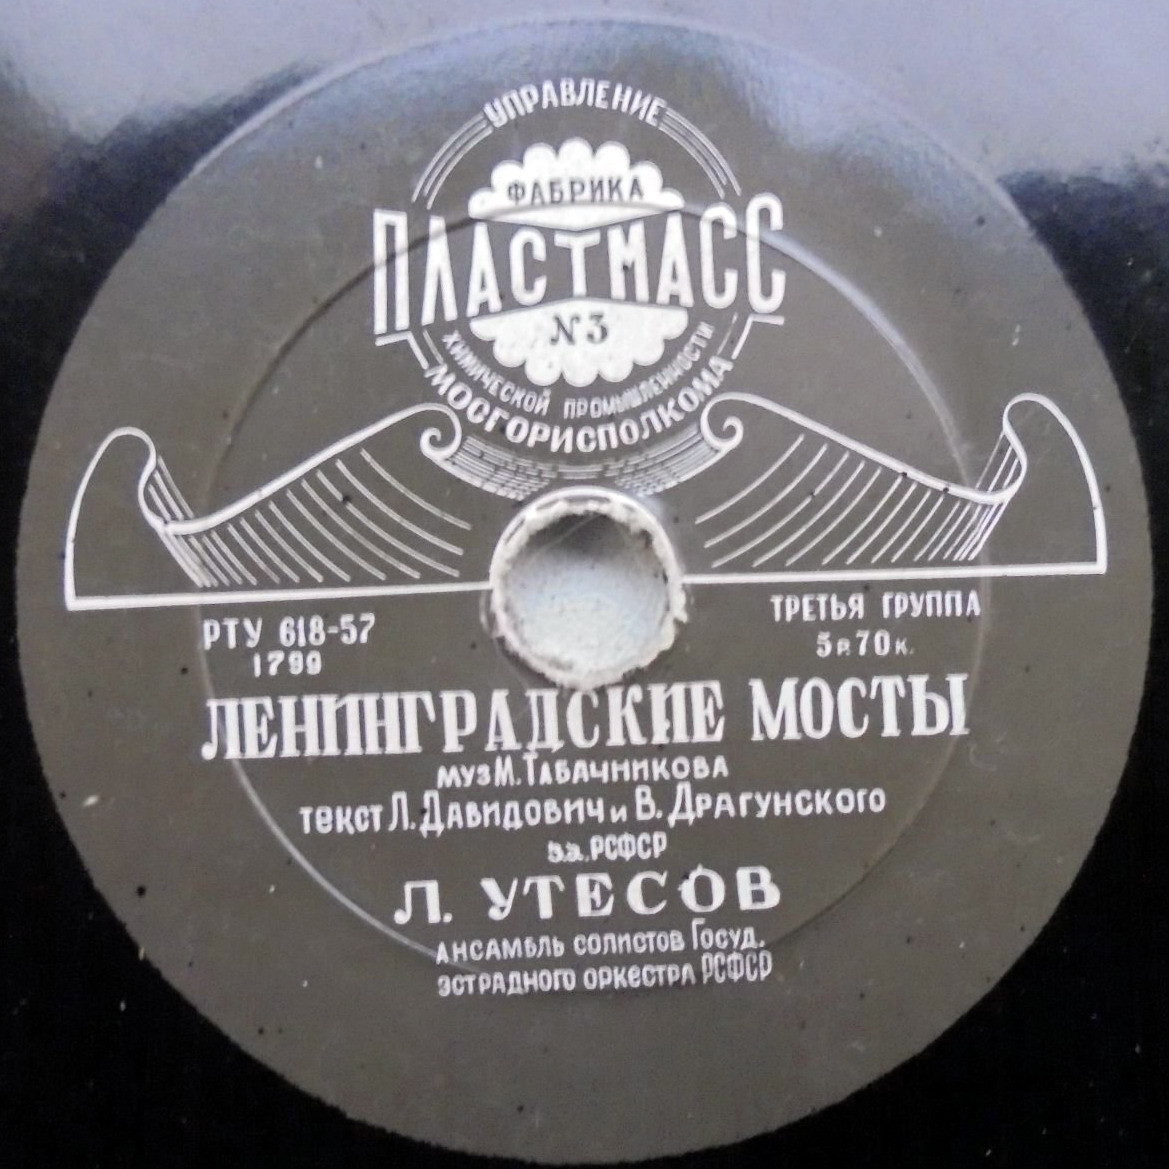 УПРАВЛЕНИЕ
ФАБРИКА
ПЛАСТМАСС
№3
ХИМИЧЕСКОЙ ПРОМЫШЛЕННОСТИ
МОСГОРИСПОЛКОМА
РТУ 618-57
1799
ТРЕТЬЯ ГРУППА
5р.70к.
ЛЕНИНГРАДСКИЕ МОСТЫ
муз М. Табачникова
текст Л. Давидович и В. Драгунского
з.а. РСФСР
Л. УТЕСОВ
ансамбль солистов Госуд.
эстрадного оркестра РСФСР